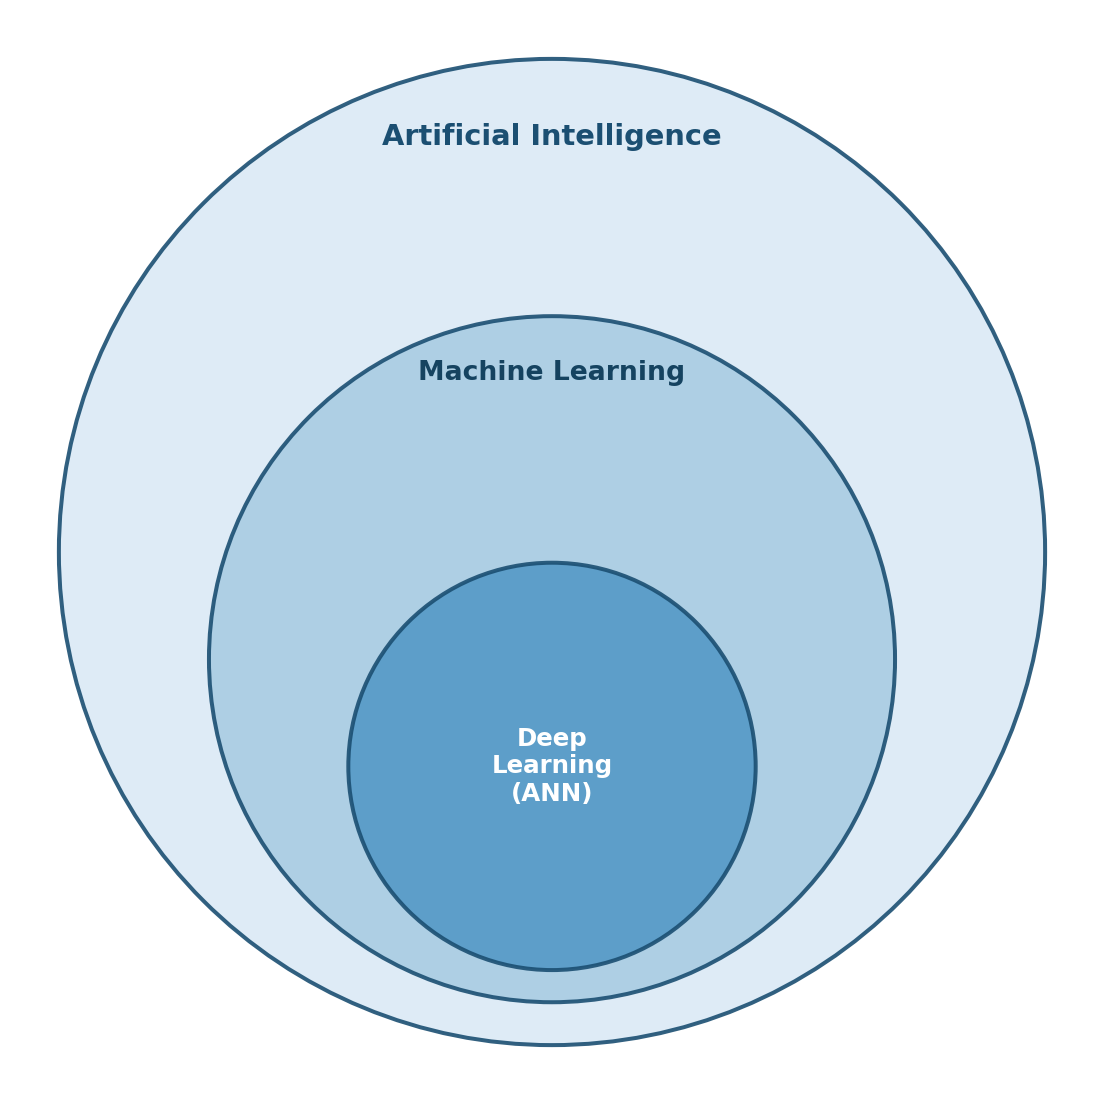 Artificial Intelligence
Machine Learning
Deep
Learning
(ANN)